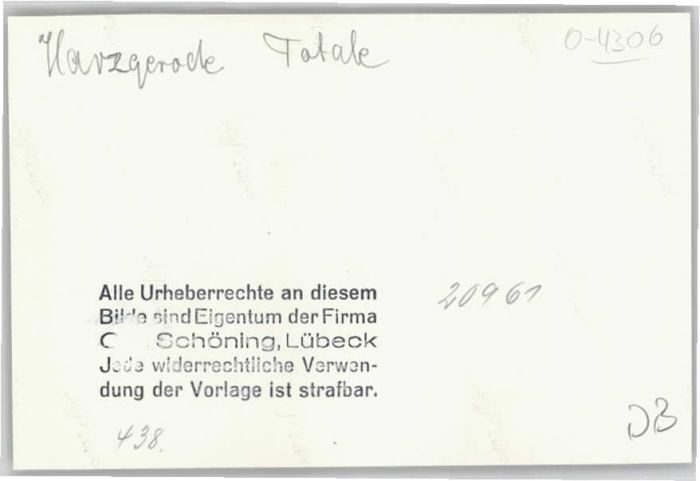 Harzgerode Totale
O-4306
Alle Urheberrechte an diesem
Bilde sind Eigentum der Firma
C Schöning, Lübeck
Jede widerrechtliche Verwen-
dung der Vorlage ist strafbar.
20961
438.
DB